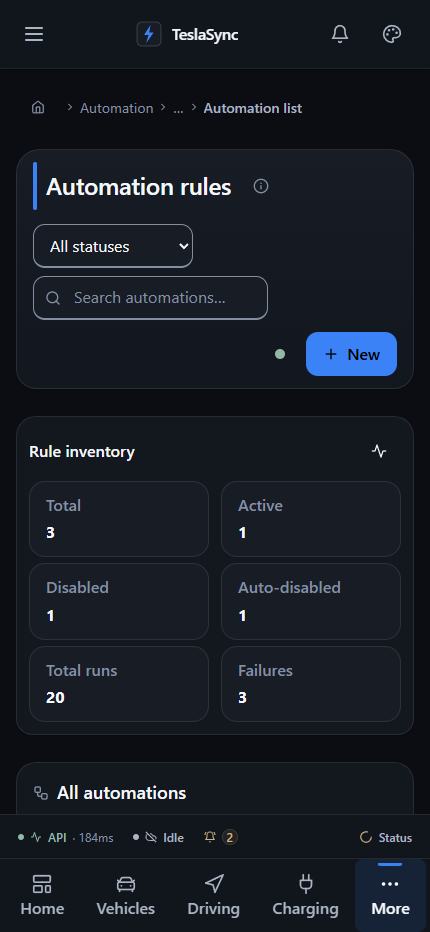 TeslaSync
Automation ... Automation list
Automation rules
All statuses
Search automations...
+ New
Rule inventory
Total Active
3 1
Disabled Auto-disabled
1 1
Total runs Failures
20 3
All automations
API · 184ms Idle 2 Status
Home Vehicles Driving Charging More